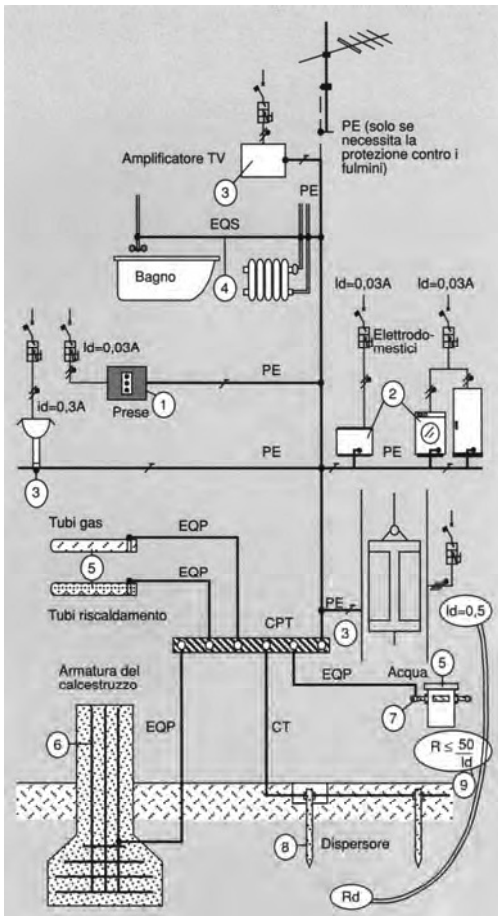 PE (solo se
necessita la
protezione contro i
fulmini)
Id
Amplificatore TV
3
PE
EQS
Bagno
4
Id=0,03A
Id=0,03A
Elettrodo-
mestici
Id=0,03A
id=0,3A
PE
1
Prese
2
PE
PE
3
Tubi gas
EQP
5
EQP
Tubi riscaldamento
PE
3
Id=0,5
CPT
Armatura del
calcestruzzo
EQP
Acqua
5
7
EQP
CT
6
R ≤ 50
Id
9
8
Dispersore
Rd